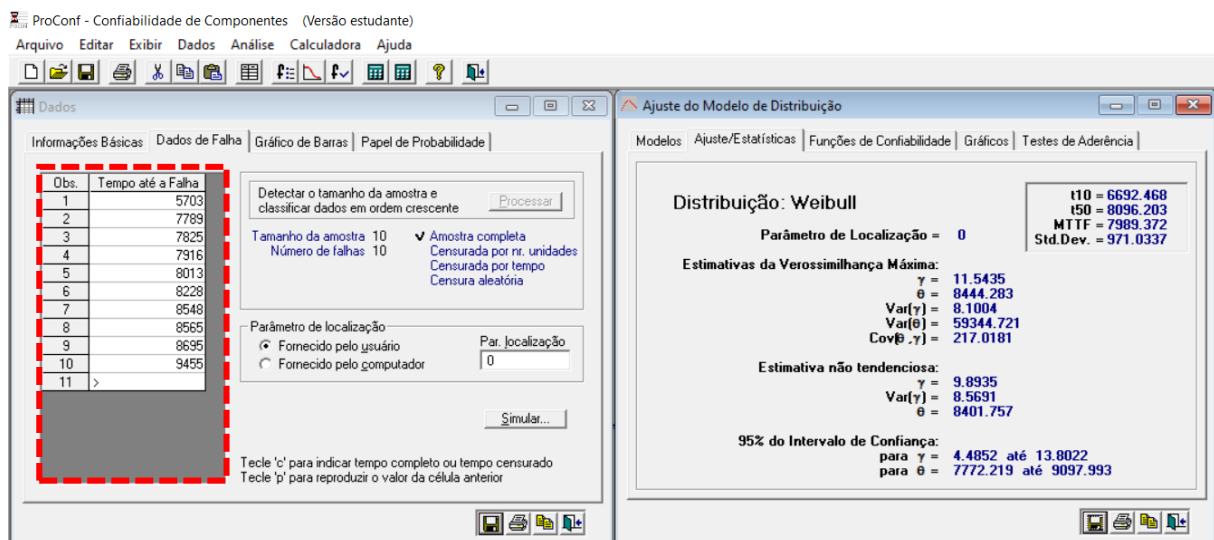 ProConf - Confiabilidade de Componentes (Versão estudante)
Arquivo Editar Exibir Dados Análise Calculadora Ajuda
Dados
Informações Básicas Dados de Falha Gráfico de Barras Papel de Probabilidade
Obs. Tempo até a Falha
1 5703
2 7789
3 7825
4 7916
5 8013
6 8228
7 8548
8 8565
9 8695
10 9455
11 >
Detectar o tamanho da amostra e
classificar dados em ordem crescente
Processar
Tamanho da amostra 10
Número de falhas 10
Amostra completa
Censurada por nr. unidades
Censurada por tempo
Censura aleatória
Parâmetro de localização
Fornecido pelo usuário
Fornecido pelo computador
Par. localização
0
Simular...
Tecle 'c' para indicar tempo completo ou tempo censurado
Tecle 'p' para reproduzir o valor da célula anterior
Ajuste do Modelo de Distribuição
Modelos Ajuste/Estatísticas Funções de Confiabilidade Gráficos Testes de Aderência
Distribuição: Weibull
t10 = 6692.468
t50 = 8096.203
MTTF = 7989.372
Std.Dev. = 971.0337
Parâmetro de Localização = 0
Estimativas da Verossimilhança Máxima:
γ = 11.5435
θ = 8444.283
Var(γ) = 8.1004
Var(θ) = 59344.721
Cov(θ ,γ) = 217.0181
Estimativa não tendenciosa:
γ = 9.8935
Var(γ) = 8.5691
θ = 8401.757
95% do Intervalo de Confiança:
para γ = 4.4852 até 13.8022
para θ = 7772.219 até 9097.993